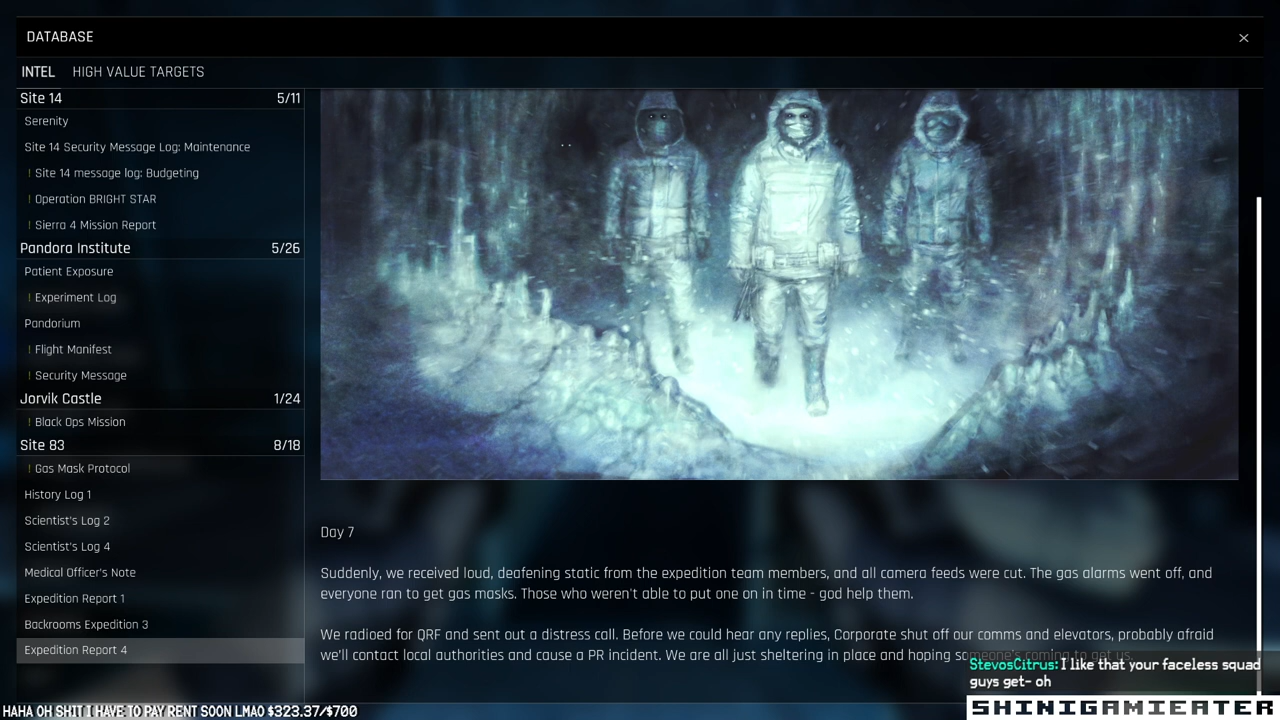 DATABASE
INTEL HIGH VALUE TARGETS
Site 14 5/11
Serenity
Site 14 Security Message Log: Maintenance
! Site 14 message log: Budgeting
! Operation BRIGHT STAR
! Sierra 4 Mission Report
Pandora Institute 5/26
Patient Exposure
! Experiment Log
Pandorium
! Flight Manifest
! Security Message
Jorvik Castle 1/24
! Black Ops Mission
Site 83 8/18
! Gas Mask Protocol
History Log 1
Scientist's Log 2
Scientist's Log 4
Medical Officer's Note
Expedition Report 1
Backrooms Expedition 3
Expedition Report 4
Day 7
Suddenly, we received loud, deafening static from the expedition team members, and all camera feeds were cut. The gas alarms went off, and
everyone ran to get gas masks. Those who weren't able to put one on in time - god help them.
We radioed for QRF and sent out a distress call. Before we could hear any replies, Corporate shut off our comms and elevators, probably afraid
we'll contact local authorities and cause a PR incident. We are all just sheltering in place and hoping someone's coming to get us.
StevosCitrus: I like that your faceless squad
guys get- oh
HAHA OH SHIT I HAVE TO PAY RENT SOON LMAO $323.37/$700
SHINIGAMIEATER